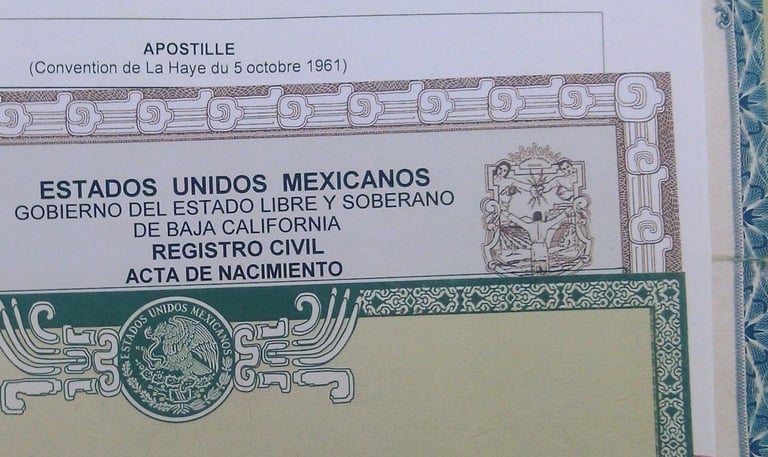 APOSTILLE
(Convention de La Haye du 5 octobre 1961)
ESTADOS UNIDOS MEXICANOS
GOBIERNO DEL ESTADO LIBRE Y SOBERANO
DE BAJA CALIFORNIA
REGISTRO CIVIL
ACTA DE NACIMIENTO
ESTADOS UNIDOS MEXICANOS